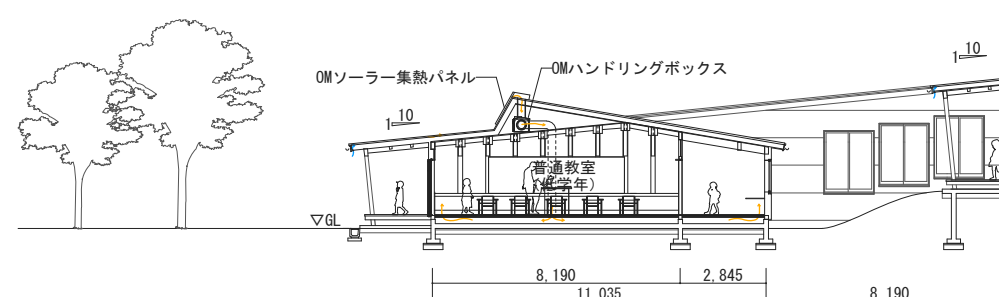 10
1
OMハンドリングボックス
OMソーラー集熱パネル
10
1
普通教室
(低学年)
▽GL
8,190
2,845
11,035
8,190